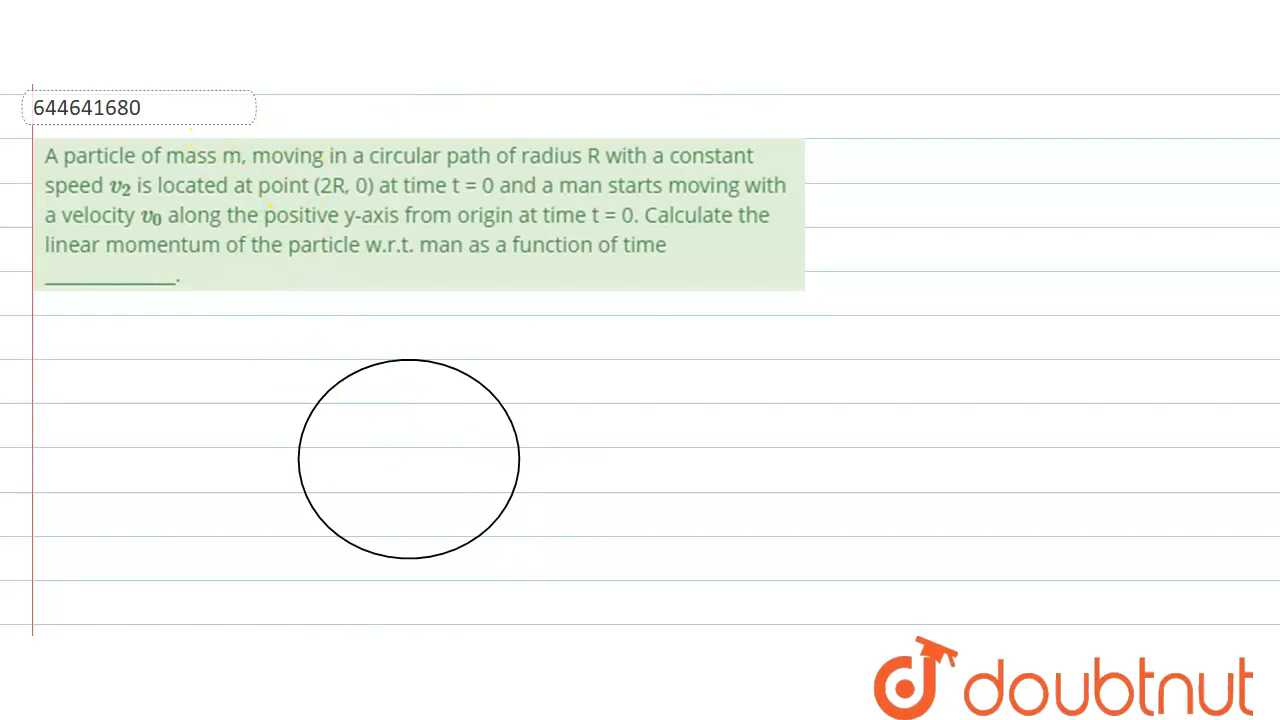 644641680
A particle of mass m, moving in a circular path of radius R with a constant
speed v₂ is located at point (2R, 0) at time t = 0 and a man starts moving with
a velocity v₀ along the positive y-axis from origin at time t = 0. Calculate the
linear momentum of the particle w.r.t. man as a function of time
_____________.
doubtnut